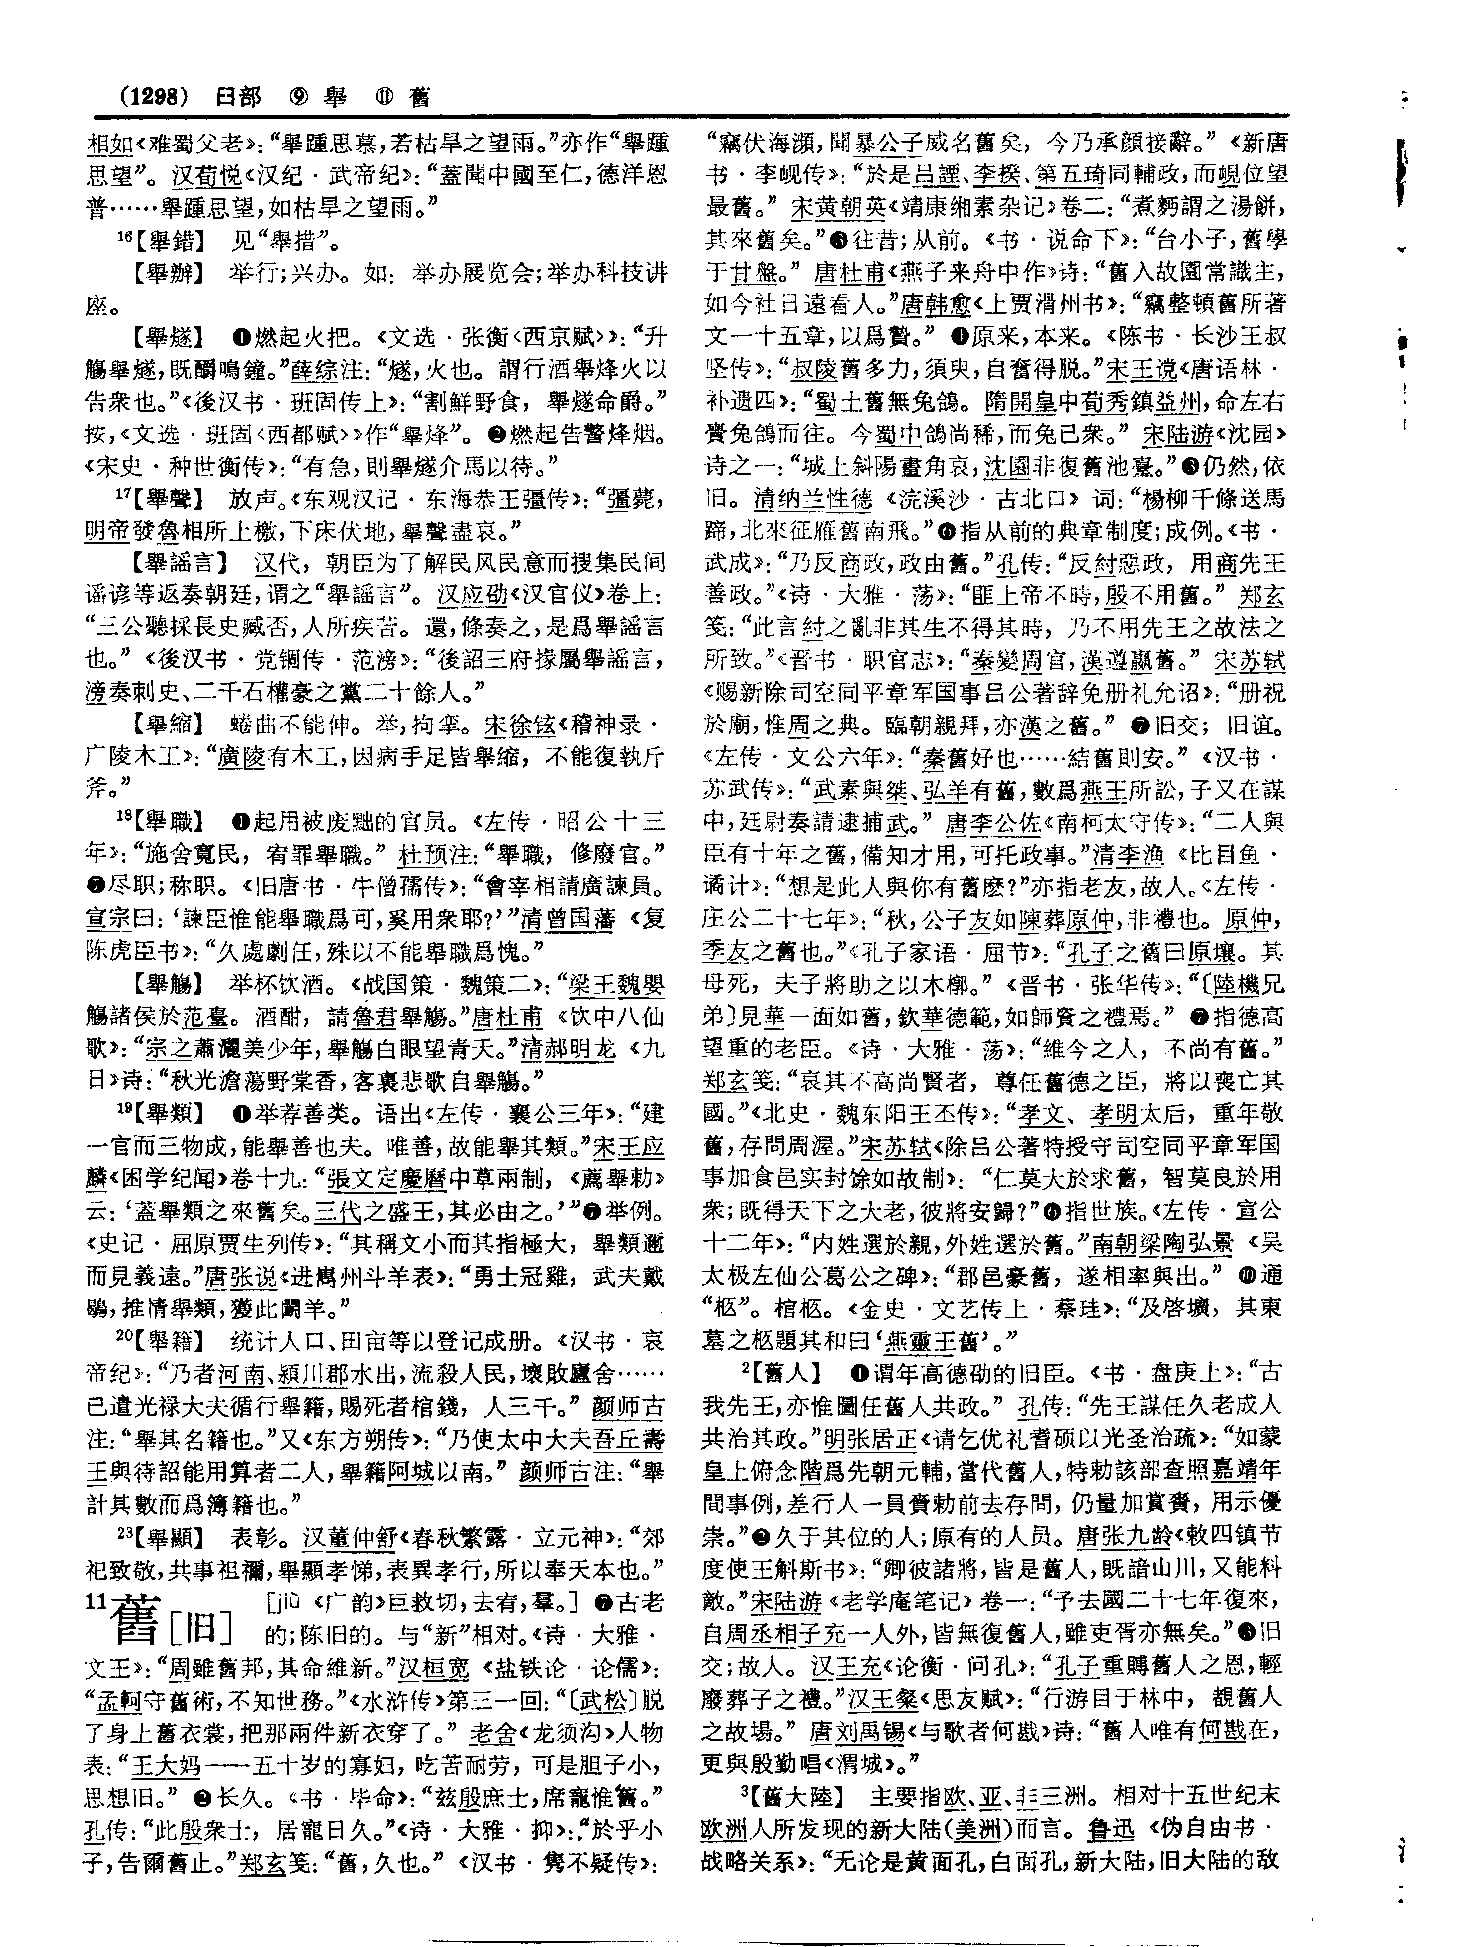 (1298) 臼部 ⑨ 舉 ⑪ 舊
相如《难蜀父老》：“舉踵思慕，若枯旱之望雨。”亦作“舉踵
思望”。汉荀悦《汉纪·武帝纪》：“蓋聞中國至仁，德洋恩
普……舉踵思望，如枯旱之望雨。”
16【舉錯】 见“舉措”。
【舉辦】 举行；兴办。如：举办展览会；举办科技讲
座。
【舉燧】 ❶燃起火把。《文选·张衡〈西京赋〉》：“升
觴舉燧，既釂鳴鐘。”薛综注：“燧，火也。謂行酒舉烽火以
告衆也。”《後汉书·班固传上》：“割鮮野食，舉燧命爵。”
按，《文选·班固〈西都赋〉》作“舉烽”。❷燃起告警烽烟。
《宋史·种世衡传》：“有急，則舉燧介馬以待。”
17【舉聲】 放声。《东观汉记·东海恭王彊传》：“彊薨，
明帝發魯相所上檄，下床伏地，舉聲盡哀。”
【舉謡言】 汉代，朝臣为了解民风民意而搜集民间
谣谚等返奏朝廷，谓之“舉謡言”。汉应劭《汉官仪》卷上：
“三公聽採長史臧否，人所疾苦。還，條奏之，是爲舉謡言
也。”《後汉书·党锢传·范滂》：“後詔三府掾屬舉謡言，
滂奏刺史、二千石權豪之黨二十餘人。”
【舉縮】 蜷曲不能伸。举，拘挛。宋徐铉《稽神录·
广陵木工》：“廣陵有木工，因病手足皆舉縮，不能復執斤
斧。”
18【舉職】 ❶起用被废黜的官员。《左传·昭公十三
年》：“施舍寬民，宥罪舉職。”杜预注：“舉職，修廢官。”
❷尽职；称职。《旧唐书·牛僧孺传》：“會宰相請廣諫員。
宣宗曰：‘諫臣惟能舉職爲可，奚用衆耶？’”清曾国藩《复
陈虎臣书》：“久處劇任，殊以不能舉職爲愧。”
【舉觴】 举杯饮酒。《战国策·魏策二》：“梁王魏嬰
觴諸侯於范臺。酒酣，請魯君舉觴。”唐杜甫《饮中八仙
歌》：“宗之蕭灑美少年，舉觴白眼望青天。”清郝明龙《九
日》诗：“秋光澹蕩野棠香，客裏悲歌自舉觴。”
19【舉類】 ❶举荐善类。语出《左传·襄公三年》：“建
一官而三物成，能舉善也夫。唯善，故能舉其類。”宋王应
麟《困学纪闻》卷十九：“張文定慶曆中草兩制，《薦舉勅》
云：‘蓋舉類之來舊矣。三代之盛王，其必由之。’”❷举例。
《史记·屈原贾生列传》：“其稱文小而其指極大，舉類邇
而見義遠。”唐张说《进巂州斗羊表》：“勇士冠雞，武夫戴
鶡，推情舉類，獲此鬭羊。”
20【舉籍】 统计人口、田亩等以登记成册。《汉书·哀
帝纪》：“乃者河南、潁川郡水出，流殺人民，壞敗廬舍……
已遣光禄大夫循行舉籍，賜死者棺錢，人三千。”颜师古
注：“舉其名籍也。”又《东方朔传》：“乃使太中大夫吾丘壽
王與待詔能用算者二人，舉籍阿城以南。”颜师古注：“舉
計其數而爲簿籍也。”
23【舉顯】 表彰。汉董仲舒《春秋繁露·立元神》：“郊
祀致敬，共事祖禰，舉顯孝悌，表異孝行，所以奉天本也。”
11舊[旧] [jiù 《广韵》巨救切，去宥，羣。] ❶古老
的；陈旧的。与“新”相对。《诗·大雅·
文王》：“周雖舊邦，其命維新。”汉桓宽《盐铁论·论儒》：
“孟軻守舊術，不知世務。”《水浒传》第三一回：“〔武松〕脱
了身上舊衣裳，把那兩件新衣穿了。”老舍《龙须沟》人物
表：“王大妈——五十岁的寡妇，吃苦耐劳，可是胆子小，
思想旧。”❷长久。《书·毕命》：“兹殷庶士，席寵惟舊。”
孔传：“此殷衆士，居寵日久。”《诗·大雅·抑》：“於乎小
子，告爾舊止。”郑玄笺：“舊，久也。”《汉书·隽不疑传》：
“竊伏海瀕，聞暴公子威名舊矣，今乃承顔接辭。”《新唐
书·李岘传》：“於是吕諲、李揆、第五琦同輔政，而峴位望
最舊。”宋黄朝英《靖康缃素杂记》卷二：“煮麪謂之湯餅，
其來舊矣。”❸往昔；从前。《书·说命下》：“台小子，舊學
于甘盤。”唐杜甫《燕子来舟中作》诗：“舊入故園常識主，
如今社日遠看人。”唐韩愈《上贾滑州书》：“竊整頓舊所著
文一十五章，以爲贄。”❹原来，本来。《陈书·长沙王叔
坚传》：“叔陵舊多力，須臾，自奮得脱。”宋王谠《唐语林·
补遗四》：“蜀土舊無兔鴿。隋開皇中荀秀鎮益州，命左右
賫兔鴿而往。今蜀中鴿尚稀，而兔已衆。”宋陆游《沈园》
诗之一：“城上斜陽畫角哀，沈園非復舊池臺。”❺仍然，依
旧。清纳兰性德《浣溪沙·古北口》词：“楊柳千條送馬
蹄，北來征雁舊南飛。”❻指从前的典章制度；成例。《书·
武成》：“乃反商政，政由舊。”孔传：“反紂惡政，用商先王
善政。”《诗·大雅·荡》：“匪上帝不時，殷不用舊。”郑玄
笺：“此言紂之亂非其生不得其時，乃不用先王之故法之
所致。”《晋书·职官志》：“秦變周官，漢遵嬴舊。”宋苏轼
《赐新除司空同平章军国事吕公著辞免册礼允诏》：“册祝
於廟，惟周之典。臨朝親拜，亦漢之舊。”❼旧交；旧谊。
《左传·文公六年》：“秦舊好也……結舊則安。”《汉书·
苏武传》：“武素與桀、弘羊有舊，數爲燕王所訟，子又在謀
中，廷尉奏請逮捕武。”唐李公佐《南柯太守传》：“二人與
臣有十年之舊，備知才用，可托政事。”清李渔《比目鱼·
谲计》：“想是此人與你有舊麽？”亦指老友，故人。《左传·
庄公二十七年》：“秋，公子友如陳葬原仲，非禮也。原仲，
季友之舊也。”《孔子家语·屈节》：“孔子之舊曰原壤。其
母死，夫子將助之以木槨。”《晋书·张华传》：“〔陸機兄
弟〕見華一面如舊，欽華德範，如師資之禮焉。”❽指德高
望重的老臣。《诗·大雅·荡》：“維今之人，不尚有舊。”
郑玄笺：“哀其不高尚賢者，尊任舊德之臣，將以喪亡其
國。”《北史·魏东阳王丕传》：“孝文、孝明太后，重年敬
舊，存問周渥。”宋苏轼《除吕公著特授守司空同平章军国
事加食邑实封馀如故制》：“仁莫大於求舊，智莫良於用
衆；既得天下之大老，彼將安歸？”❾指世族。《左传·宣公
十二年》：“内姓選於親，外姓選於舊。”南朝梁陶弘景《吴
太极左仙公葛公之碑》：“郡邑豪舊，遂相率與出。”❿通
“柩”。棺柩。《金史·文艺传上·蔡珪》：“及啓壙，其東
墓之柩題其和曰‘燕靈王舊’。”
2【舊人】 ❶谓年高德劭的旧臣。《书·盘庚上》：“古
我先王，亦惟圖任舊人共政。”孔传：“先王謀任久老成人
共治其政。”明张居正《请乞优礼耆硕以光圣治疏》：“如蒙
皇上俯念階爲先朝元輔，當代舊人，特勅該部查照嘉靖年
間事例，差行人一員賫勅前去存問，仍量加賞賚，用示優
崇。”❷久于其位的人；原有的人员。唐张九龄《敕四镇节
度使王斛斯书》：“卿彼諸將，皆是舊人，既諳山川，又能料
敵。”宋陆游《老学庵笔记》卷一：“予去國二十七年復來，
自周丞相子充一人外，皆無復舊人，雖吏胥亦無矣。”❸旧
交；故人。汉王充《论衡·问孔》：“孔子重賻舊人之恩，輕
廢葬子之禮。”汉王粲《思友赋》：“行游目于林中，覩舊人
之故場。”唐刘禹锡《与歌者何戡》诗：“舊人唯有何戡在，
更與殷勤唱《渭城》。”
3【舊大陸】 主要指欧、亚、非三洲。相对十五世纪末
欧洲人所发现的新大陆(美洲)而言。鲁迅《伪自由书·
战略关系》：“无论是黄面孔，白面孔，新大陆，旧大陆的敌